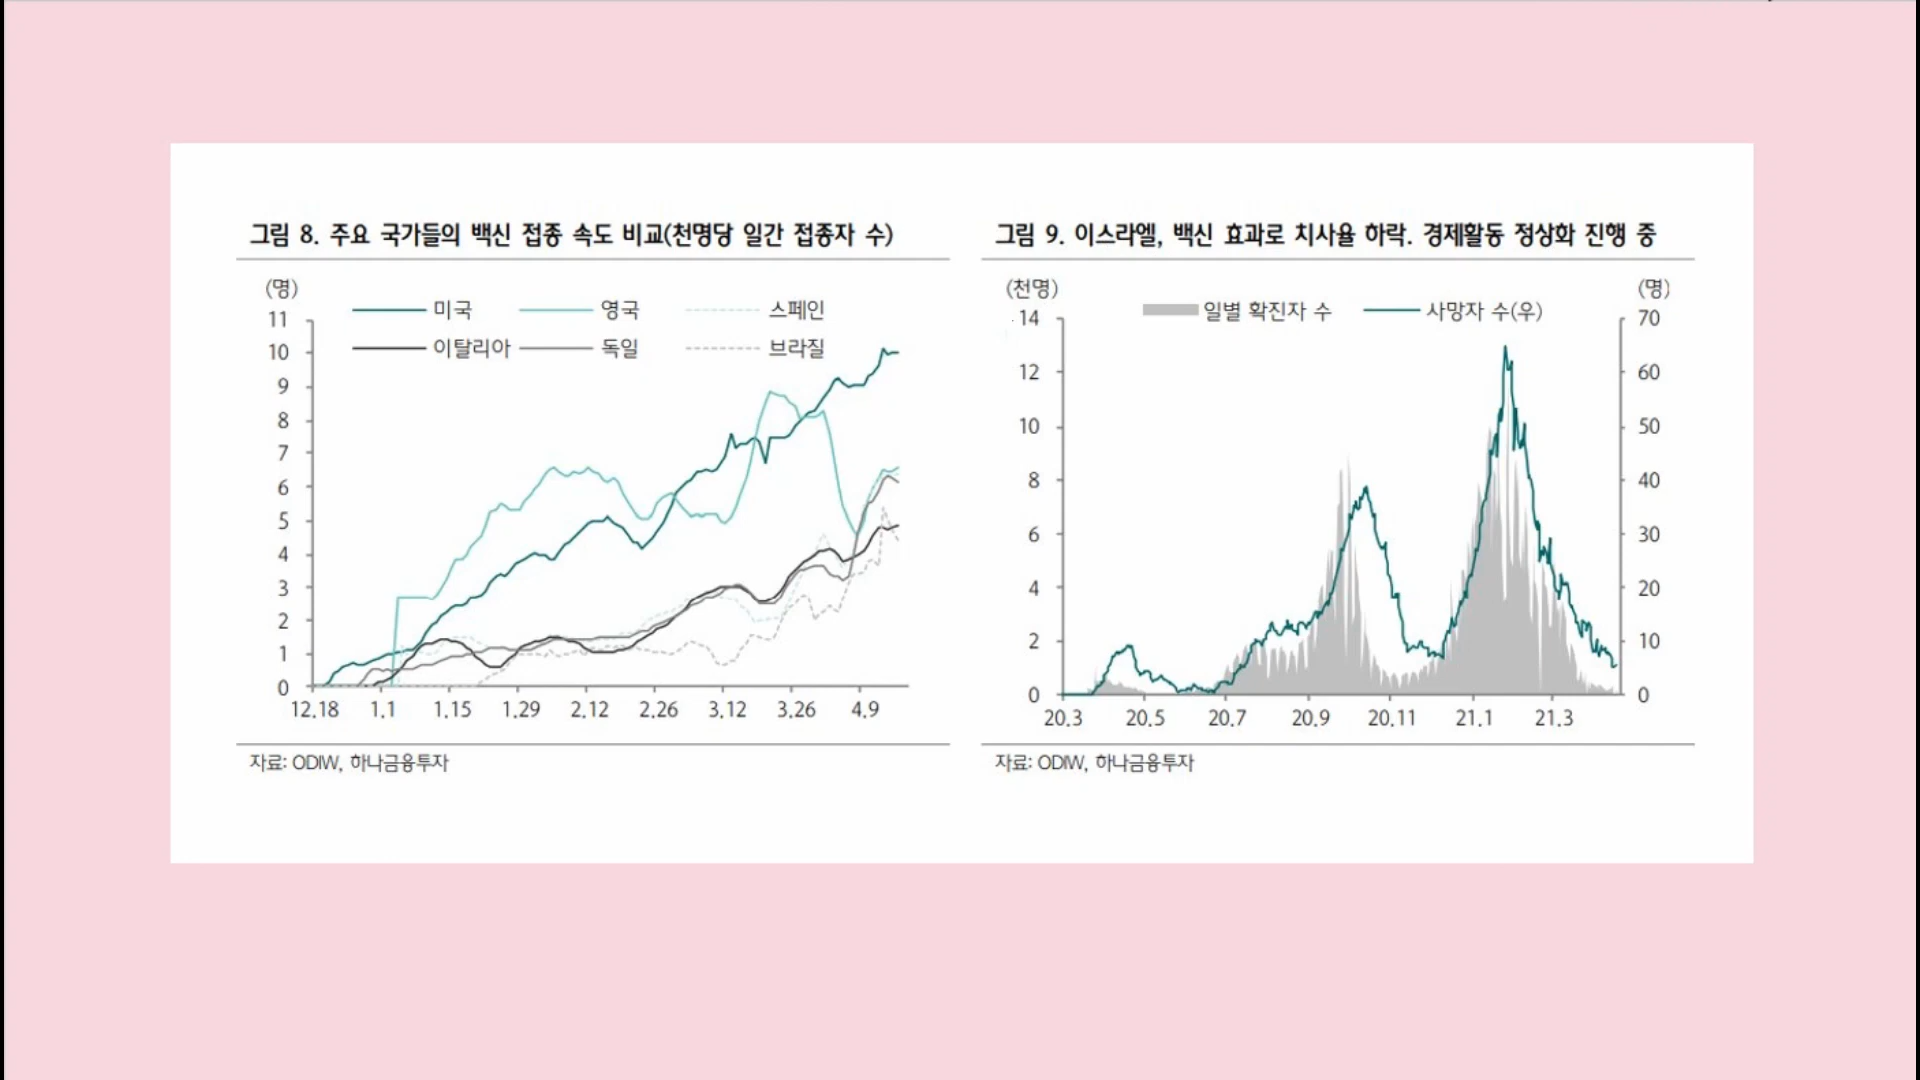 그림 8. 주요 국가들의 백신 접종 속도 비교(천명당 일간 접종자 수)
(명)
미국
영국
스페인
이탈리아
독일
브라질
11
10
9
8
7
6
5
4
3
2
1
0
12.18 1.1 1.15 1.29 2.12 2.26 3.12 3.26 4.9
자료: ODIW, 하나금융투자
그림 9. 이스라엘, 백신 효과로 치사율 하락. 경제활동 정상화 진행 중
(천명)
(명)
일별 확진자 수
사망자 수(우)
14
12
10
8
6
4
2
0
70
60
50
40
30
20
10
0
20.3 20.5 20.7 20.9 20.11 21.1 21.3
자료: ODIW, 하나금융투자